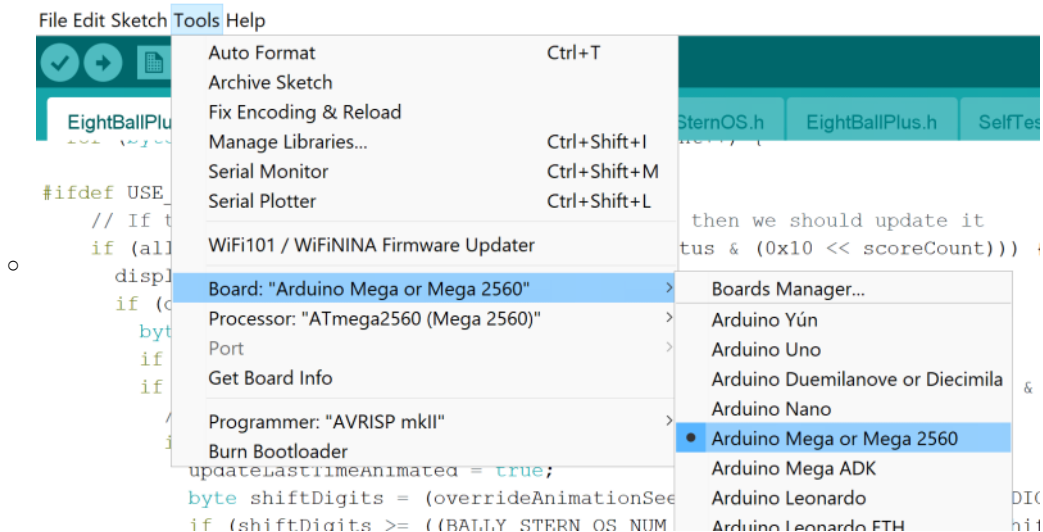 File Edit Sketch Tools Help
Auto Format Ctrl+T
Archive Sketch
Fix Encoding & Reload
EightBallPlu SternOS.h EightBallPlus.h SelfTes
Manage Libraries... Ctrl+Shift+I
Serial Monitor Ctrl+Shift+M
#ifdef USE_
Serial Plotter Ctrl+Shift+L
// If t then we should update it
WiFi101 / WiFiNINA Firmware Updater
if (all tus & (0x10 << scoreCount))) {
displ
Board: "Arduino Mega or Mega 2560" Boards Manager...
if (o
Processor: "ATmega2560 (Mega 2560)" Arduino Yún
byt
Port Arduino Uno
if
Get Board Info Arduino Duemilanove or Diecimila
if &
Arduino Nano
Programmer: "AVRISP mkII"
Arduino Mega or Mega 2560
Burn Bootloader
updateLastTimeAnimated = true; Arduino Mega ADK
byte shiftDigits = (overrideAnimationSee Arduino Leonardo DIG
if (shiftDigits >= ((BALLY_STERN_OS_NUM Arduino Leonardo ETH hif